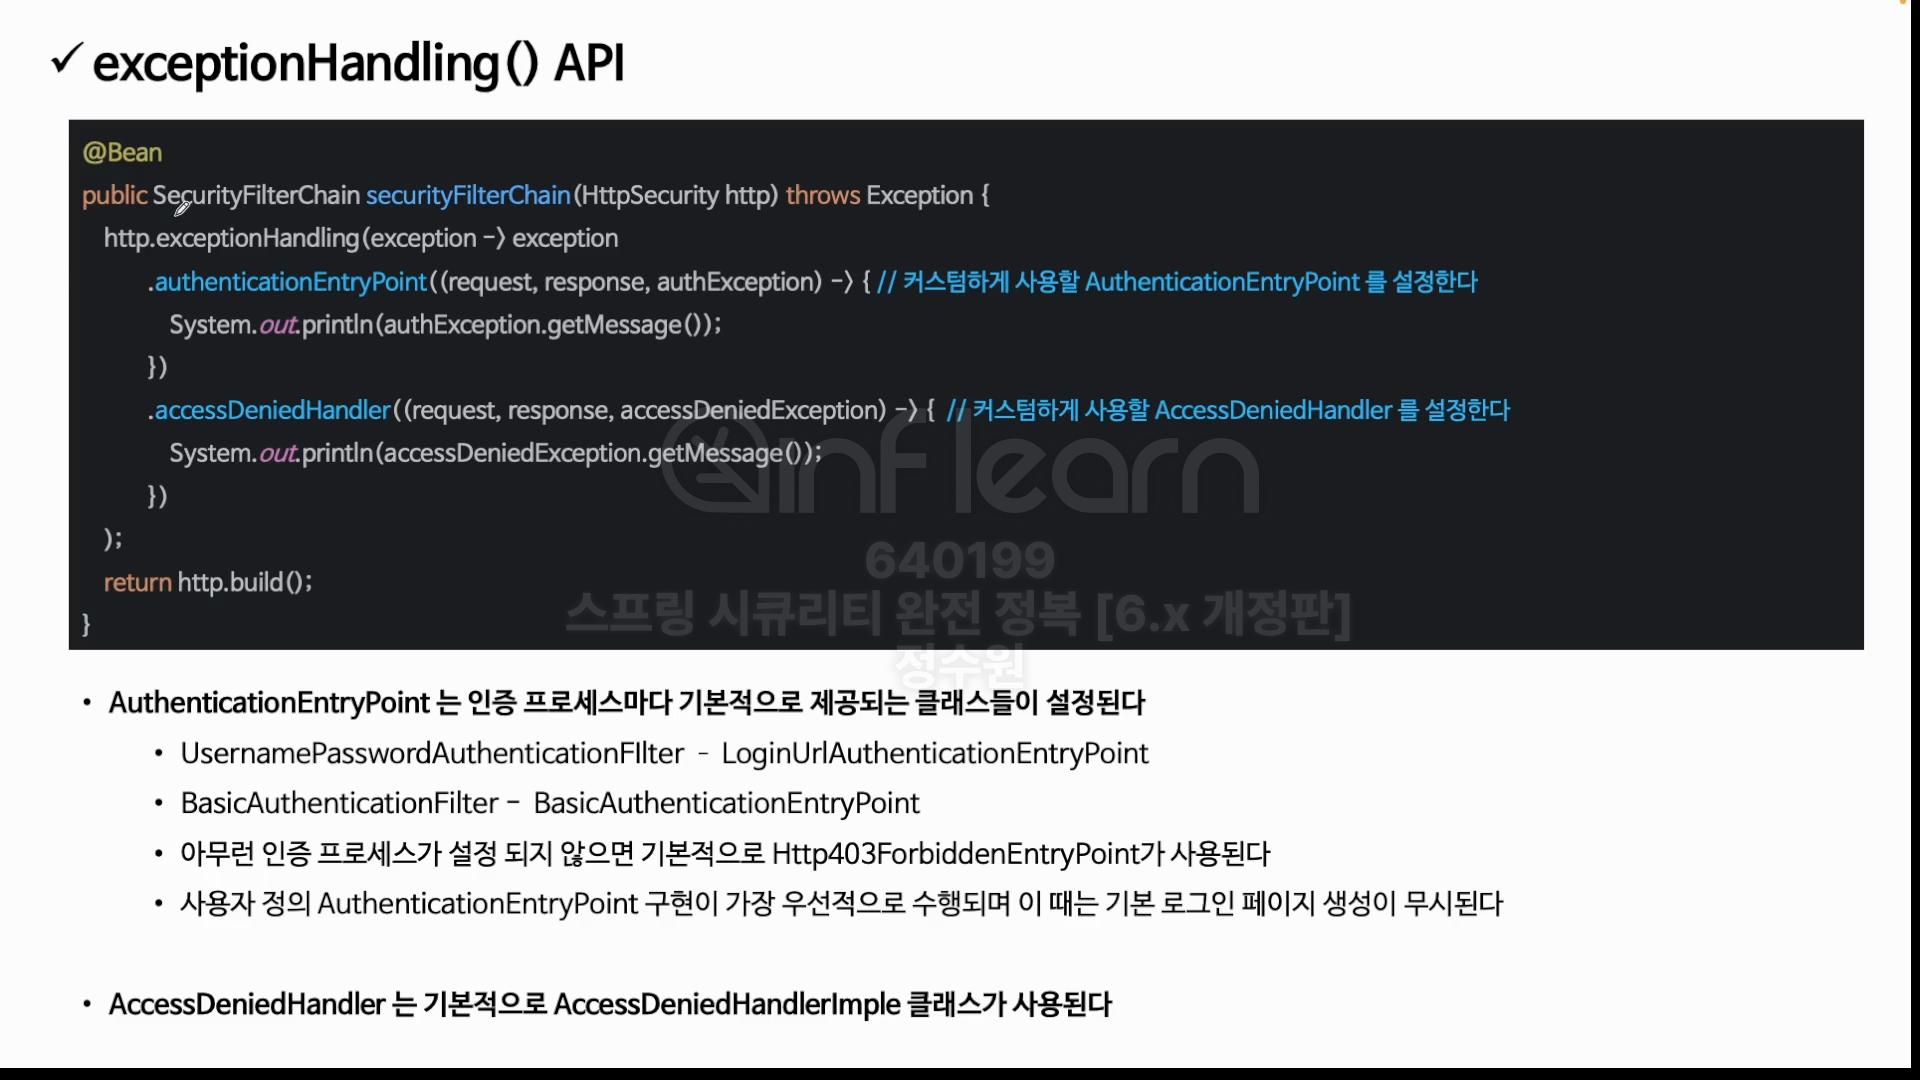 ✓ exceptionHandling() API
@Bean
public SecurityFilterChain securityFilterChain(HttpSecurity http) throws Exception {
http.exceptionHandling(exception -> exception
.authenticationEntryPoint((request, response, authException) -> { // 커스텀하게 사용할 AuthenticationEntryPoint 를 설정한다
System.out.println(authException.getMessage());
})
.accessDeniedHandler((request, response, accessDeniedException) -> { // 커스텀하게 사용할 AccessDeniedHandler 를 설정한다
System.out.println(accessDeniedException.getMessage());
})
);
return http.build();
}
inflearn
640199
스프링 시큐리티 완전 정복 [6.x 개정판]
정수원
• AuthenticationEntryPoint 는 인증 프로세스마다 기본적으로 제공되는 클래스들이 설정된다
• UsernamePasswordAuthenticationFIlter - LoginUrlAuthenticationEntryPoint
• BasicAuthenticationFilter - BasicAuthenticationEntryPoint
• 아무런 인증 프로세스가 설정 되지 않으면 기본적으로 Http403ForbiddenEntryPoint가 사용된다
• 사용자 정의 AuthenticationEntryPoint 구현이 가장 우선적으로 수행되며 이 때는 기본 로그인 페이지 생성이 무시된다
• AccessDeniedHandler 는 기본적으로 AccessDeniedHandlerImple 클래스가 사용된다